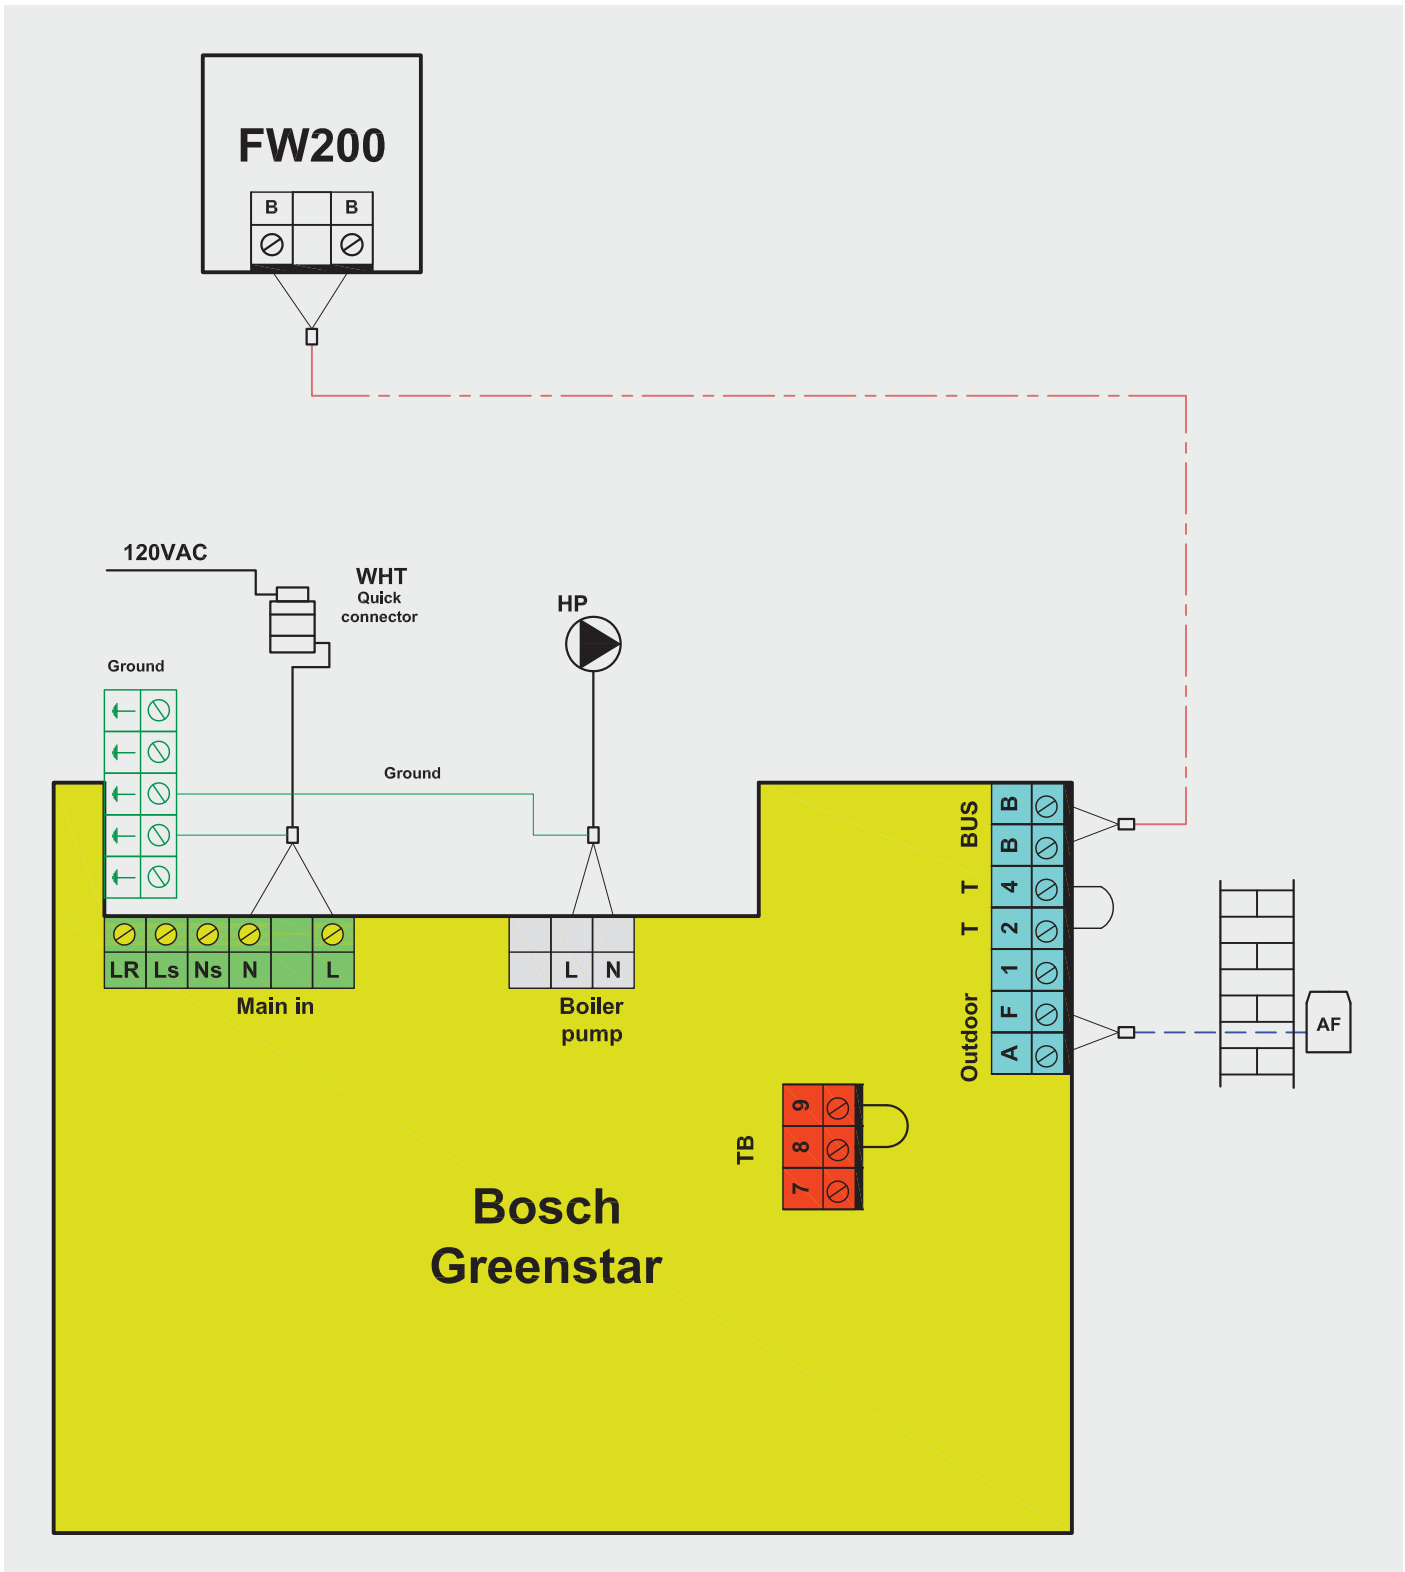 FW200
B B
120VAC
WHT
Quick
connector
HP
Ground
Ground
LR Ls Ns N L
Main in
L N
Boiler
pump
BUS
T
T
Outdoor
B
B
4
2
1
F
A
AF
TB
9
8
7
Bosch
Greenstar